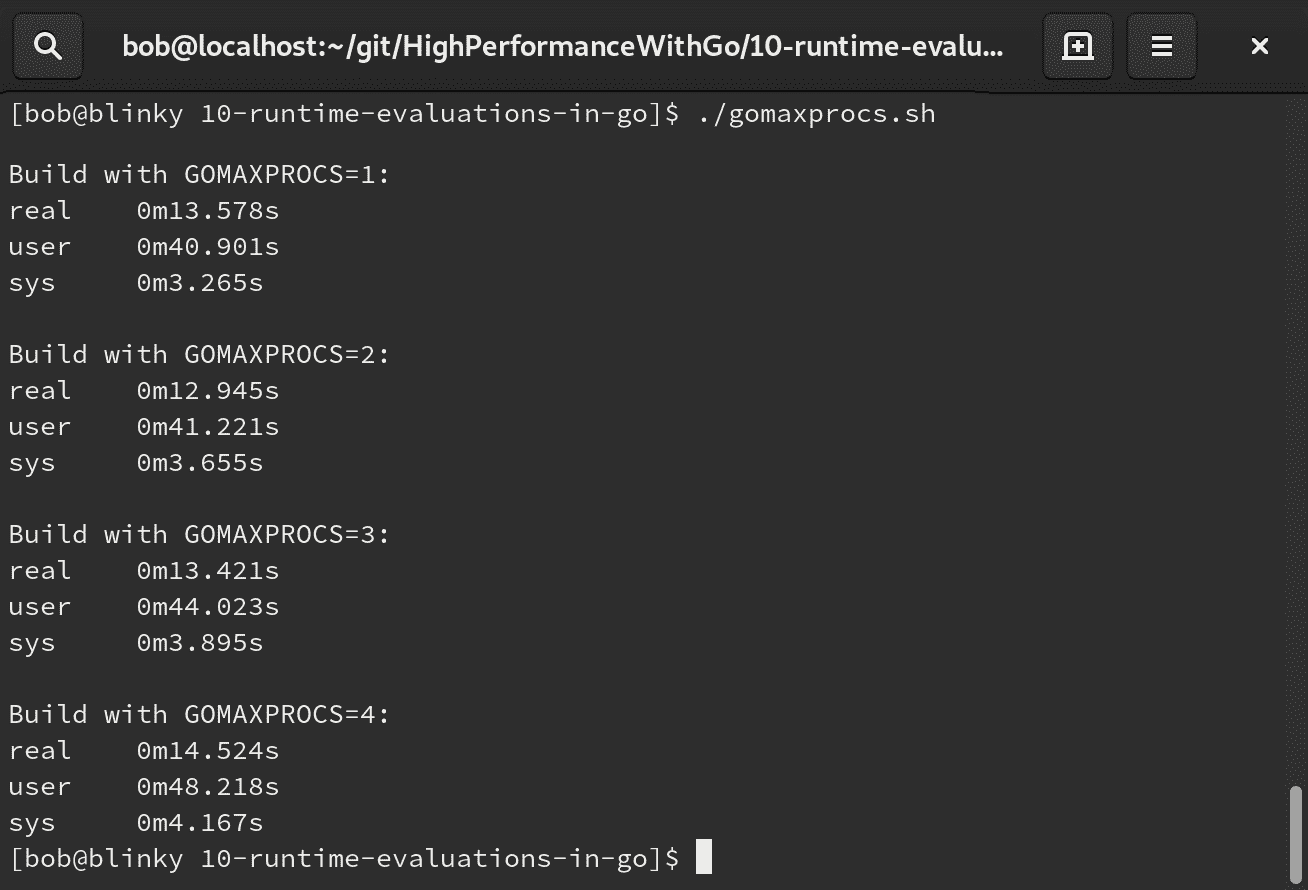 bob@localhost:~/git/HighPerformanceWithGo/10-runtime-evalu...
[bob@blinky 10-runtime-evaluations-in-go]$ ./gomaxprocs.sh
Build with GOMAXPROCS=1:
real    0m13.578s
user    0m40.901s
sys     0m3.265s
Build with GOMAXPROCS=2:
real    0m12.945s
user    0m41.221s
sys     0m3.655s
Build with GOMAXPROCS=3:
real    0m13.421s
user    0m44.023s
sys     0m3.895s
Build with GOMAXPROCS=4:
real    0m14.524s
user    0m48.218s
sys     0m4.167s
[bob@blinky 10-runtime-evaluations-in-go]$